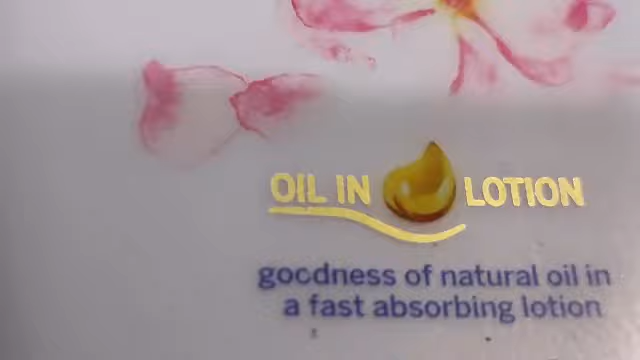 OIL IN LOTION
goodness of natural oil in
a fast absorbing lotion